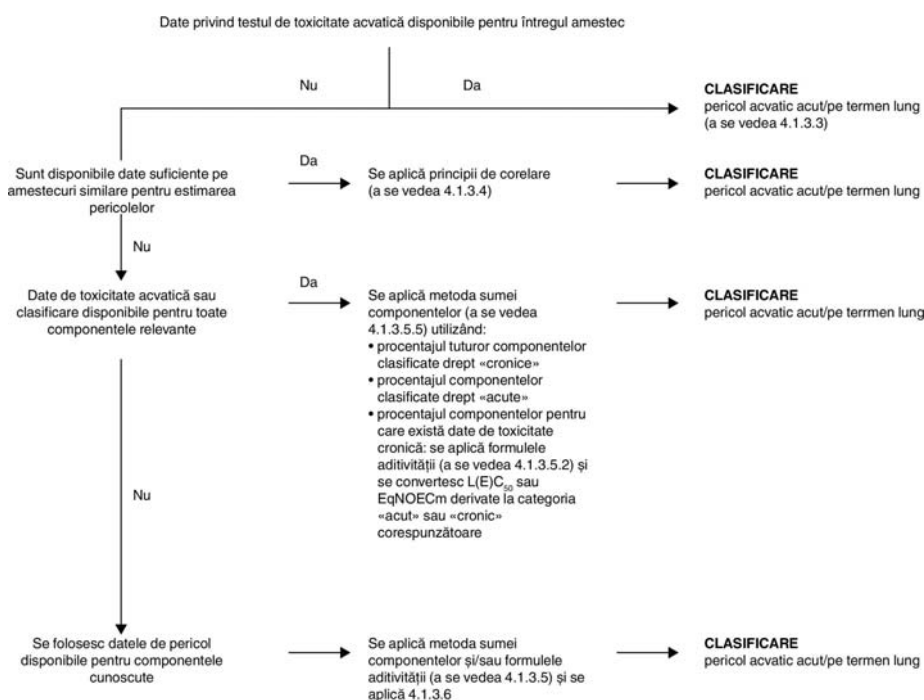 Date privind testul de toxicitate acvatică disponibile pentru întregul amestec
Nu
Da
CLASIFICARE
pericol acvatic acut/pe termen lung
(a se vedea 4.1.3.3)
Sunt disponibile date suficiente pe
amestecuri similare pentru estimarea
pericolelor
Da
Se aplică principii de corelare
(a se vedea 4.1.3.4)
CLASIFICARE
pericol acvatic acut/pe termen lung
Nu
Date de toxicitate acvatică sau
clasificare disponibile pentru toate
componentele relevante
Da
Se aplică metoda sumei
componentelor (a se vedea
4.1.3.5.5) utilizând:
• procentajul tuturor componentelor
clasificate drept «cronice»
• procentajul componentelor
clasificate drept «acute»
• procentajul componentelor pentru
care există date de toxicitate
cronică: se aplică formulele
aditivității (a se vedea 4.1.3.5.2) și
se convertesc L(E)C50 sau
EqNOECm derivate la categoria
«acut» sau «cronic»
corespunzătoare
CLASIFICARE
pericol acvatic acut/pe terrmen lung
Nu
Se folosesc datele de pericol
disponibile pentru componentele
cunoscute
Se aplică metoda sumei
componentelor și/sau formulele
aditivității (a se vedea 4.1.3.5) și se
aplică 4.1.3.6
CLASIFICARE
pericol acvatic acut/pe termen lung